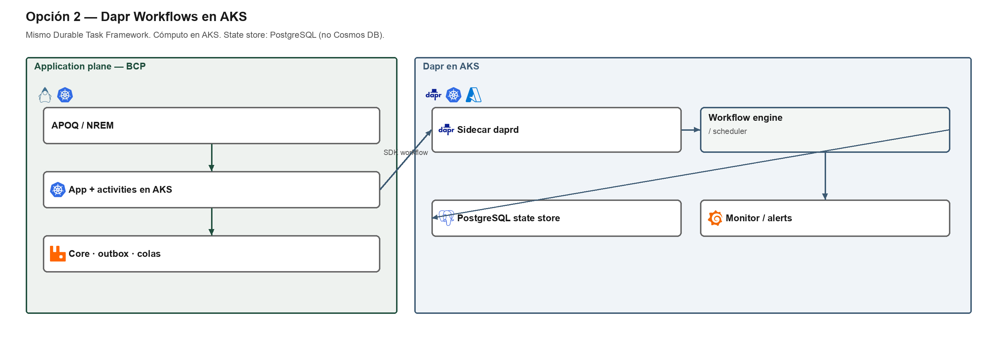 Opción 2 — Dapr Workflows en AKS
Mismo Durable Task Framework. Cómputo en AKS. State store: PostgreSQL (no Cosmos DB).
Application plane — BCP
APOQ / NREM
App + activities en AKS
Core · outbox · colas
SDK workflow
Dapr en AKS
dapr
dapr
Sidecar daprd
Workflow engine
/ scheduler
PostgreSQL state store
Monitor / alerts